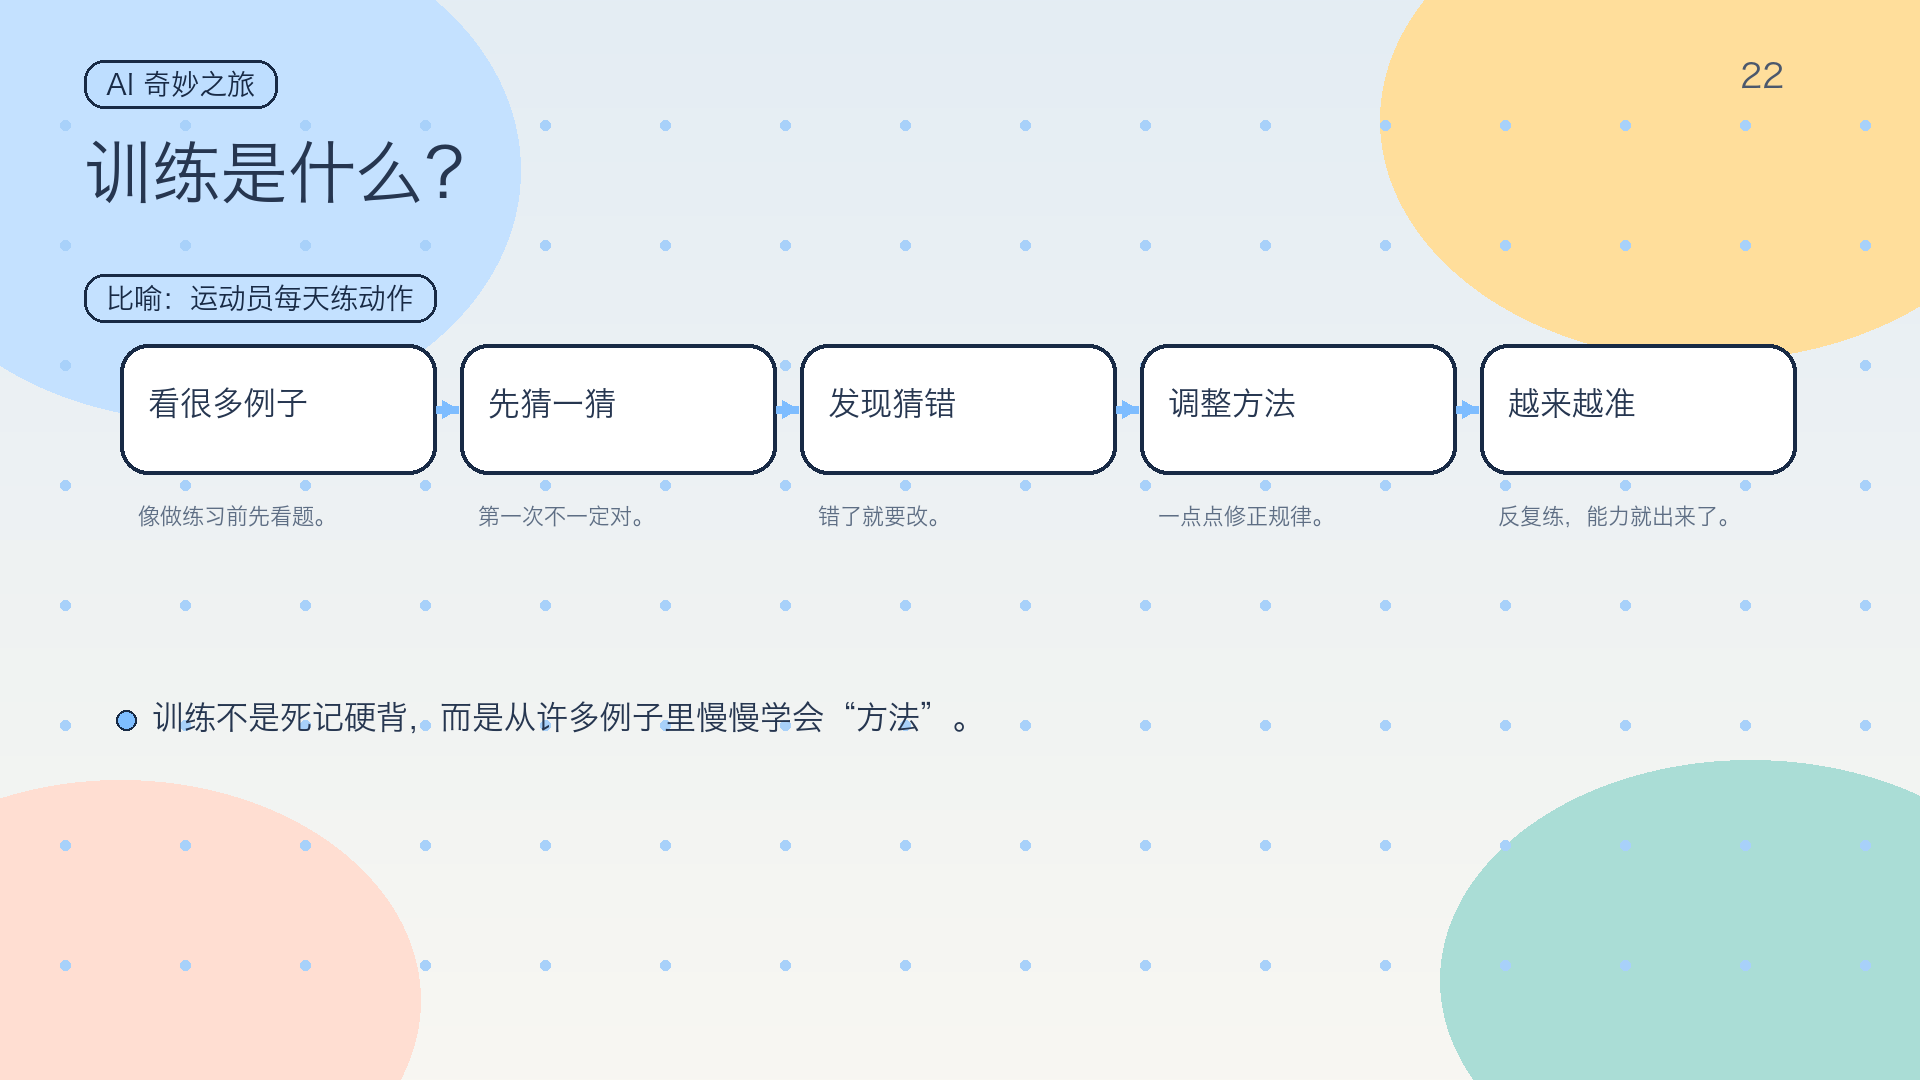 AI 奇妙之旅
22
训练是什么?
比喻：运动员每天练动作
看很多例子
先猜一猜
发现猜错
调整方法
越来越准
像做练习前先看题。
第一次不一定对。
错了就要改。
一点点修正规律。
反复练，能力就出来了。
训练不是死记硬背，而是从许多例子里慢慢学会“方法”。